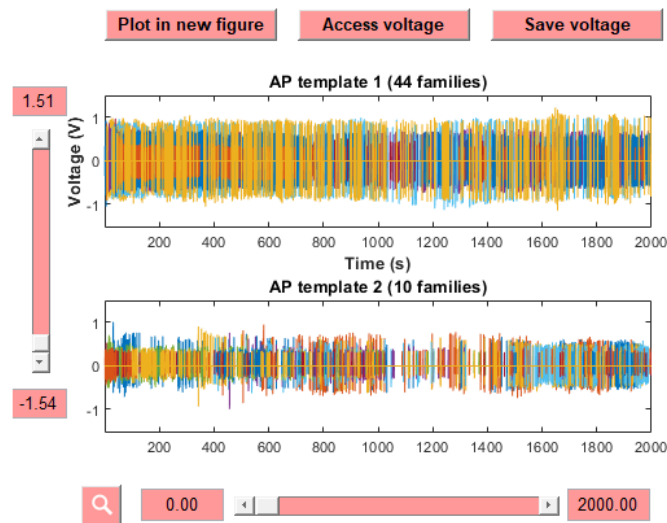 Plot in new figure Access voltage Save voltage
1.51
AP template 1 (44 families)
Voltage (V)
1
0
-1
200 400 600 800 1000 1200 1400 1600 1800 2000
Time (s)
AP template 2 (10 families)
1
0
-1
200 400 600 800 1000 1200 1400 1600 1800 2000
-1.54
0.00 2000.00